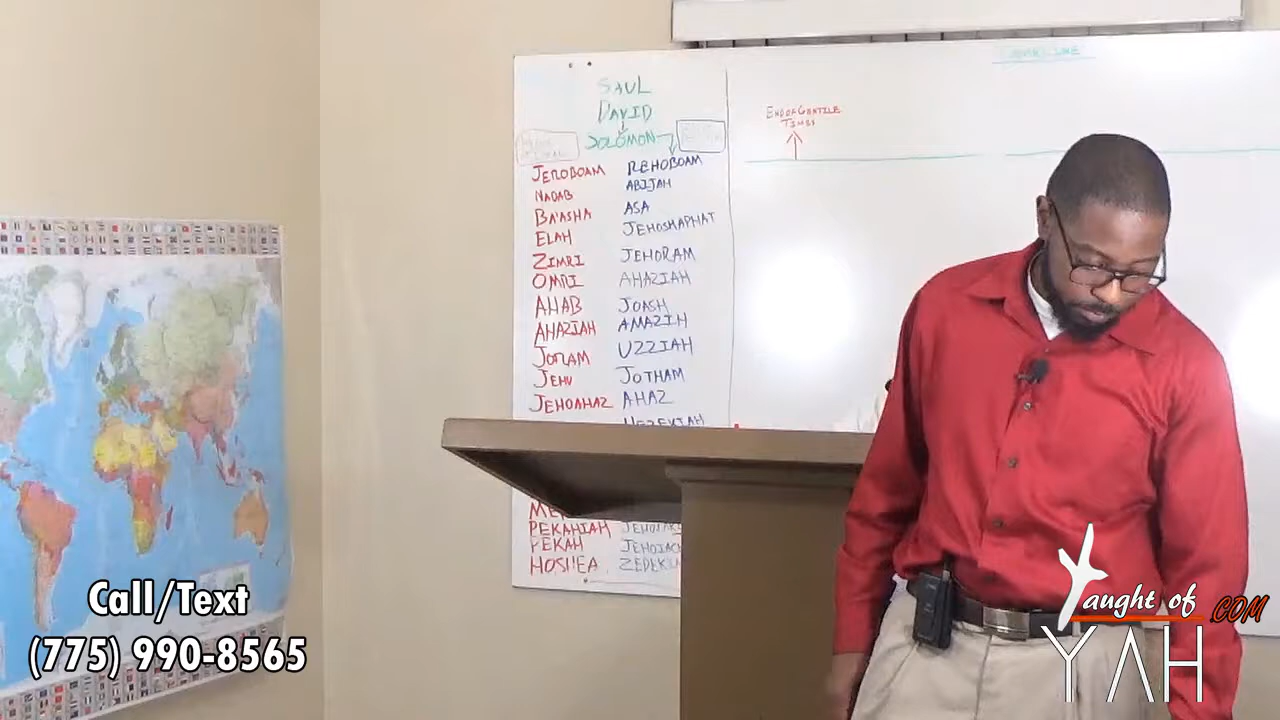 SAUL
DAVID
SOLOMON
JEROBOAM
NADAB
BA'ASHA
ELAH
ZIMRI
OMRI
AHAB
AHAZIAH
JORAM
JEHU
JEHOAHAZ
PEKAHIAH
PEKAH
HOSHEA
REHOBOAM
ABIJAH
ASA
JEHOSHAPHAT
JEHORAM
AHAZIAH
JOASH
AMAZIH
UZZIAH
JOTHAM
AHAZ
HEZEKIAH
END OF GENTILE
TIMES
Call/Text
(775) 990-8565
Taught of
YAH .COM